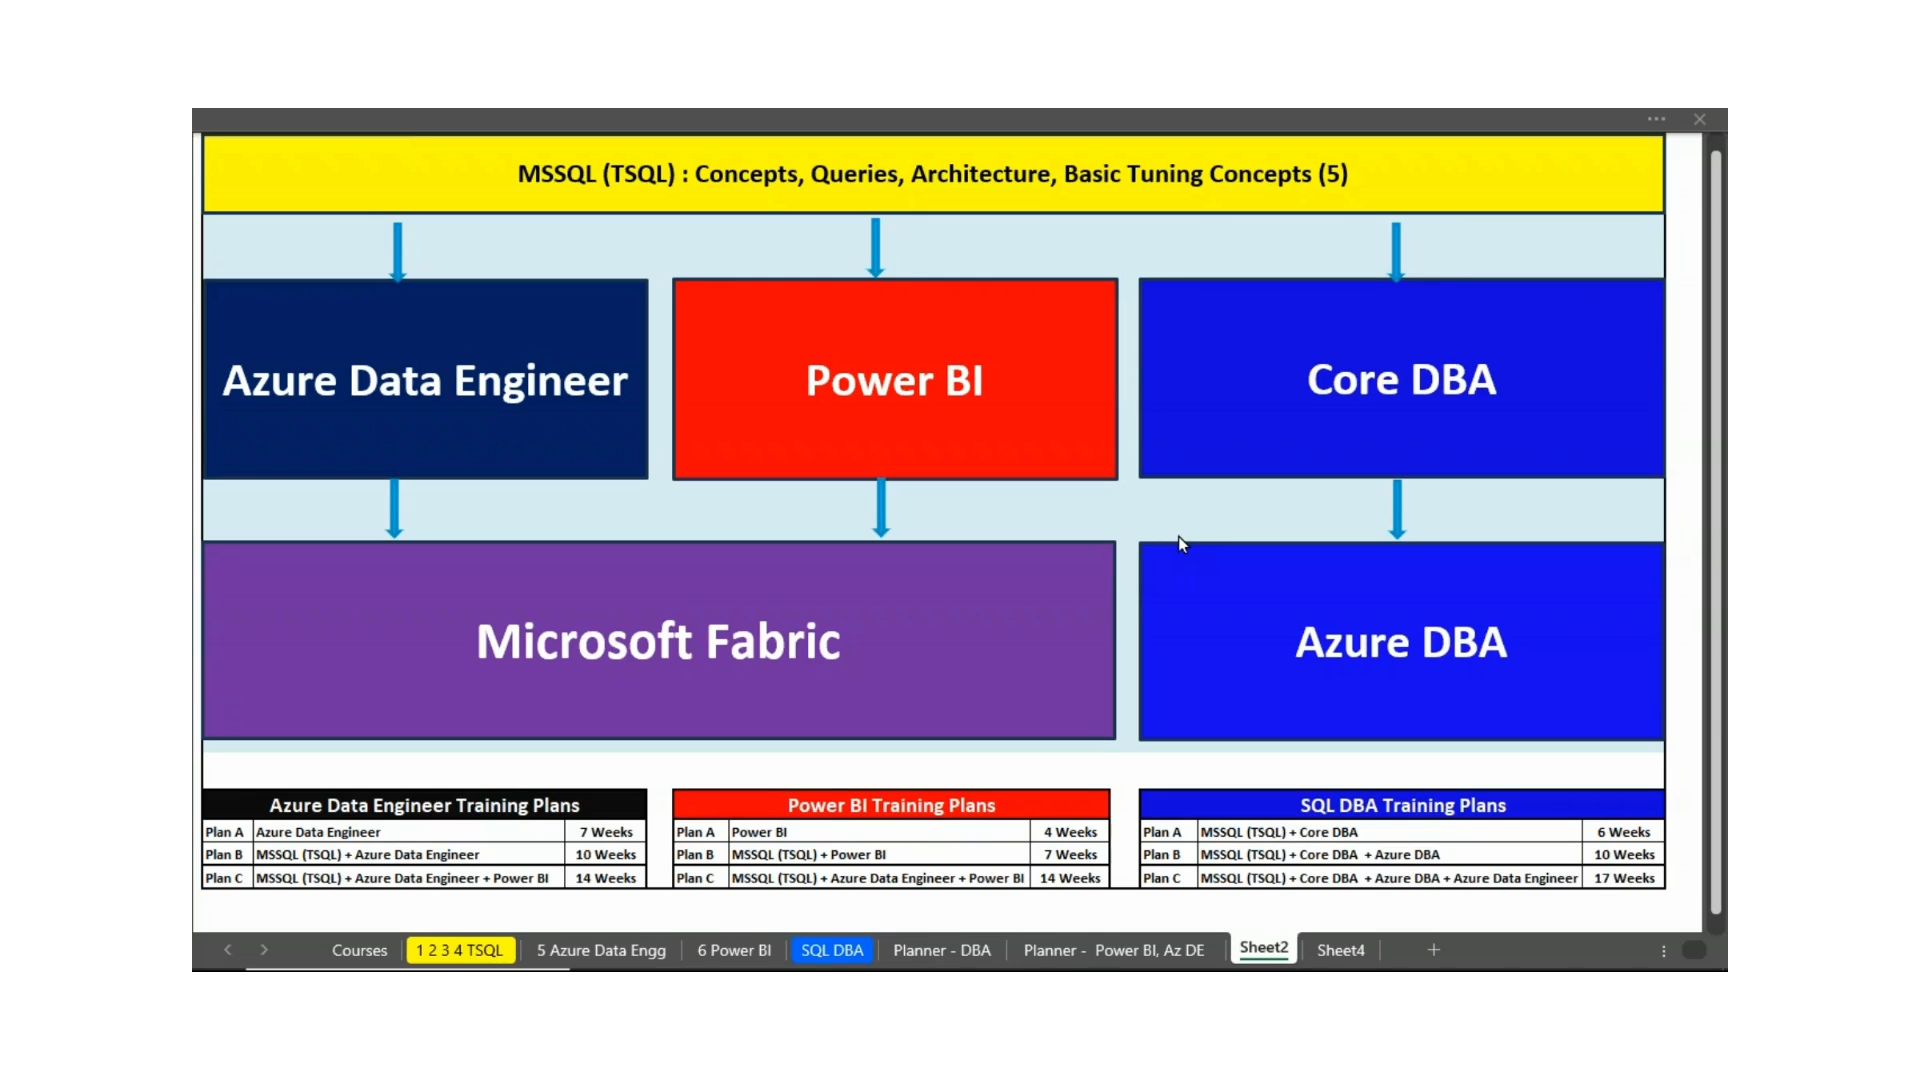 MSSQL (TSQL) : Concepts, Queries, Architecture, Basic Tuning Concepts (5)
Azure Data Engineer
Power BI
Core DBA
Microsoft Fabric
Azure DBA
Azure Data Engineer Training Plans
Plan A Azure Data Engineer 7 Weeks
Plan B MSSQL (TSQL) + Azure Data Engineer 10 Weeks
Plan C MSSQL (TSQL) + Azure Data Engineer + Power BI 14 Weeks
Power BI Training Plans
Plan A Power BI 4 Weeks
Plan B MSSQL (TSQL) + Power BI 7 Weeks
Plan C MSSQL (TSQL) + Azure Data Engineer + Power BI 14 Weeks
SQL DBA Training Plans
Plan A MSSQL (TSQL) + Core DBA 6 Weeks
Plan B MSSQL (TSQL) + Core DBA + Azure DBA 10 Weeks
Plan C MSSQL (TSQL) + Core DBA + Azure DBA + Azure Data Engineer 17 Weeks
Courses 1 2 3 4 TSQL 5 Azure Data Engg 6 Power BI SQL DBA Planner - DBA Planner - Power BI, Az DE Sheet2 Sheet4